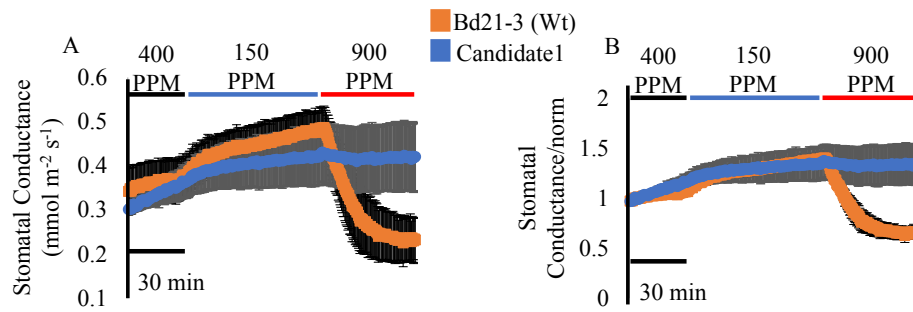 Bd21-3 (Wt)
Candidate1
A
400
PPM
150
PPM
900
PPM
Stomatal Conductance
(mmol m-2 s-1)
0.6
0.5
0.4
0.3
0.2
0.1
30 min
B
400
PPM
150
PPM
900
PPM
Stomatal
Conductance/norm
2
1.5
1
0.5
0
30 min